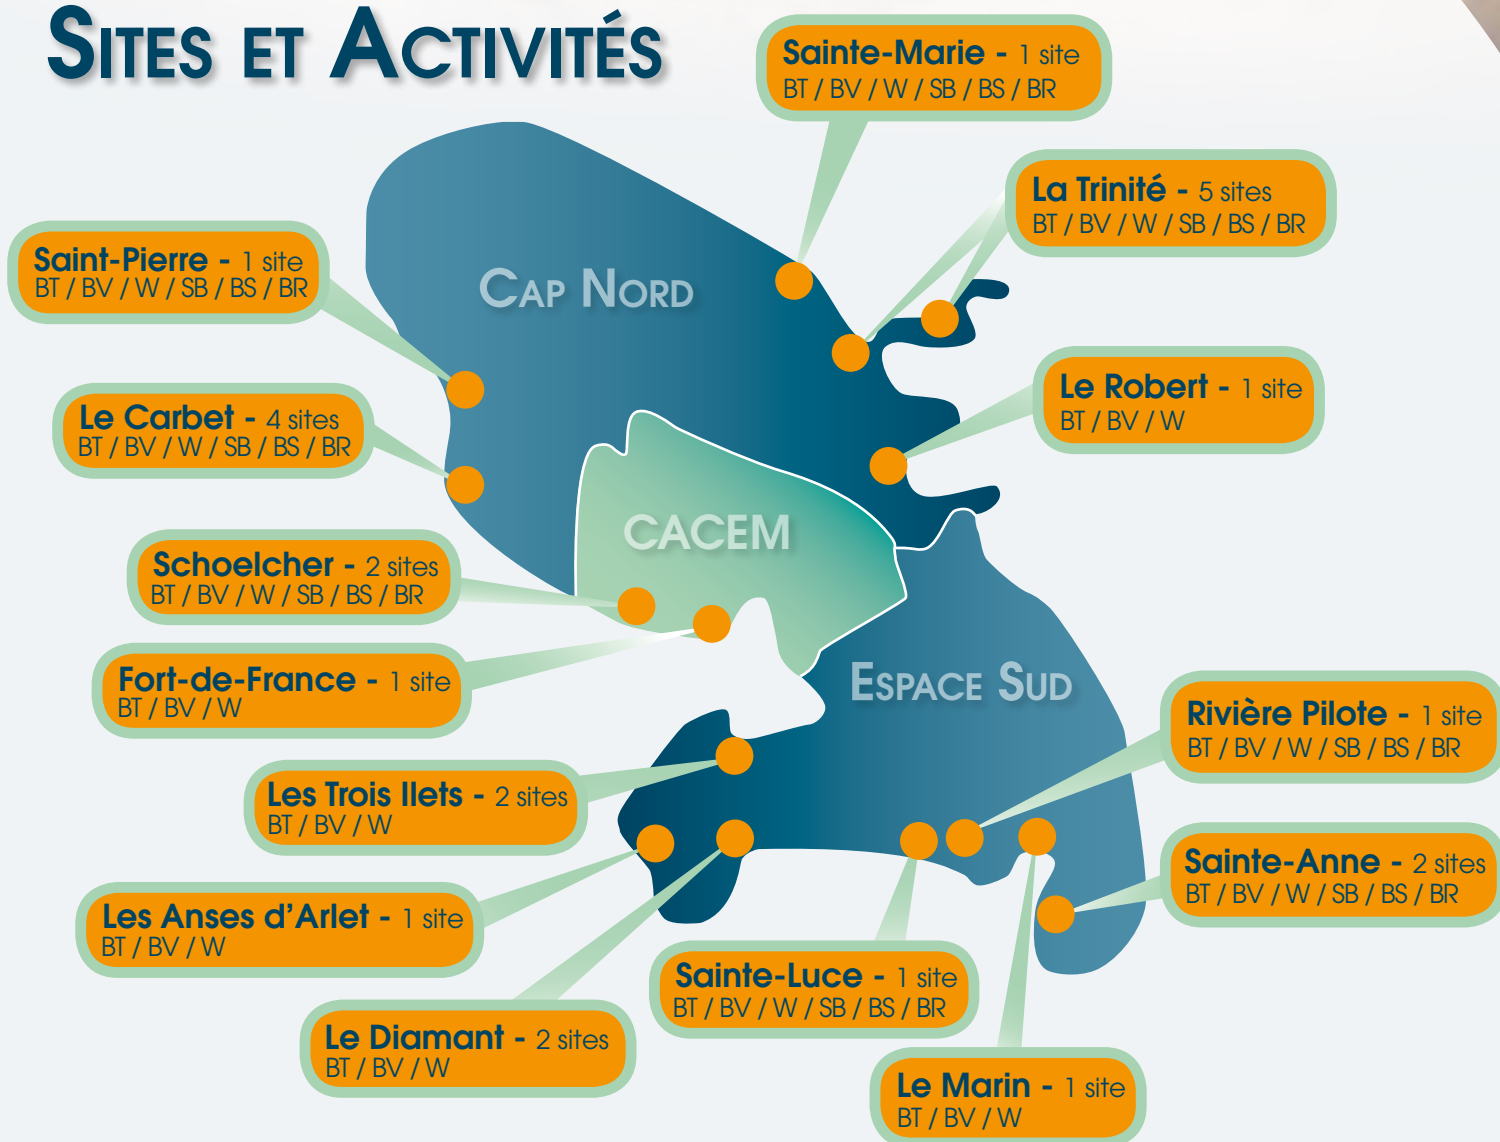 SITES ET ACTIVITÉS
Sainte-Marie - 1 site
BT / BV / W / SB / BS / BR
La Trinité - 5 sites
BT / BV / W / SB / BS / BR
Saint-Pierre - 1 site
BT / BV / W / SB / BS / BR
CAP NORD
Le Robert - 1 site
BT / BV / W
Le Carbet - 4 sites
BT / BV / W / SB / BS / BR
CACEM
Schoelcher - 2 sites
BT / BV / W / SB / BS / BR
Fort-de-France - 1 site
BT / BV / W
ESPACE SUD
Rivière Pilote - 1 site
BT / BV / W / SB / BS / BR
Les Trois Ilets - 2 sites
BT / BV / W
Sainte-Anne - 2 sites
BT / BV / W / SB / BS / BR
Les Anses d'Arlet - 1 site
BT / BV / W
Sainte-Luce - 1 site
BT / BV / W / SB / BS / BR
Le Diamant - 2 sites
BT / BV / W
Le Marin - 1 site
BT / BV / W